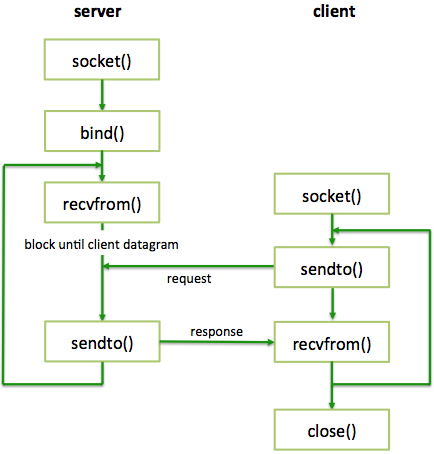 server
client
socket()
bind()
recvfrom()
socket()
block until client datagram
sendto()
request
response
sendto()
recvfrom()
close()